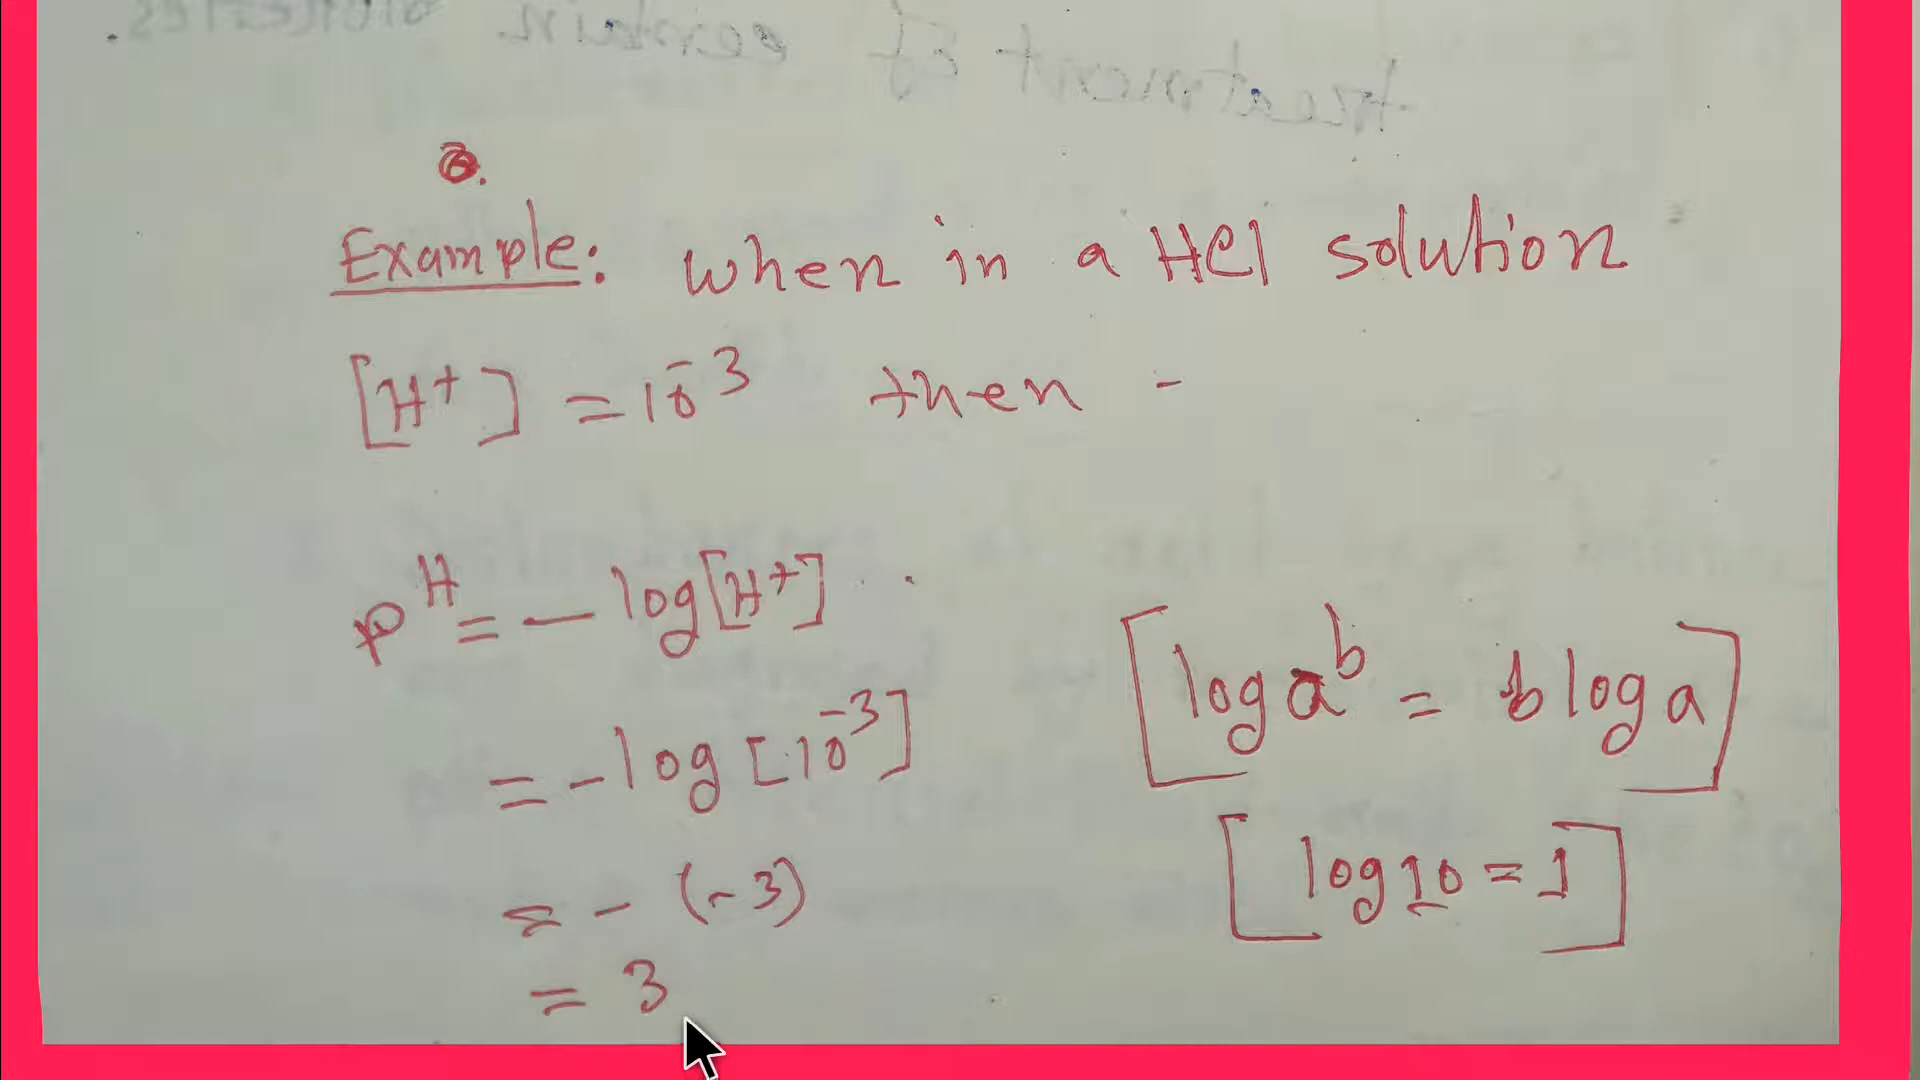 Example: when in a HCl solution
[H⁺] = 10⁻³ then -
pᴴ = - log[H⁺]
= - log [10⁻³]
= - (-3)
= 3
[log aᵇ = b log a]
[log 10 = 1]